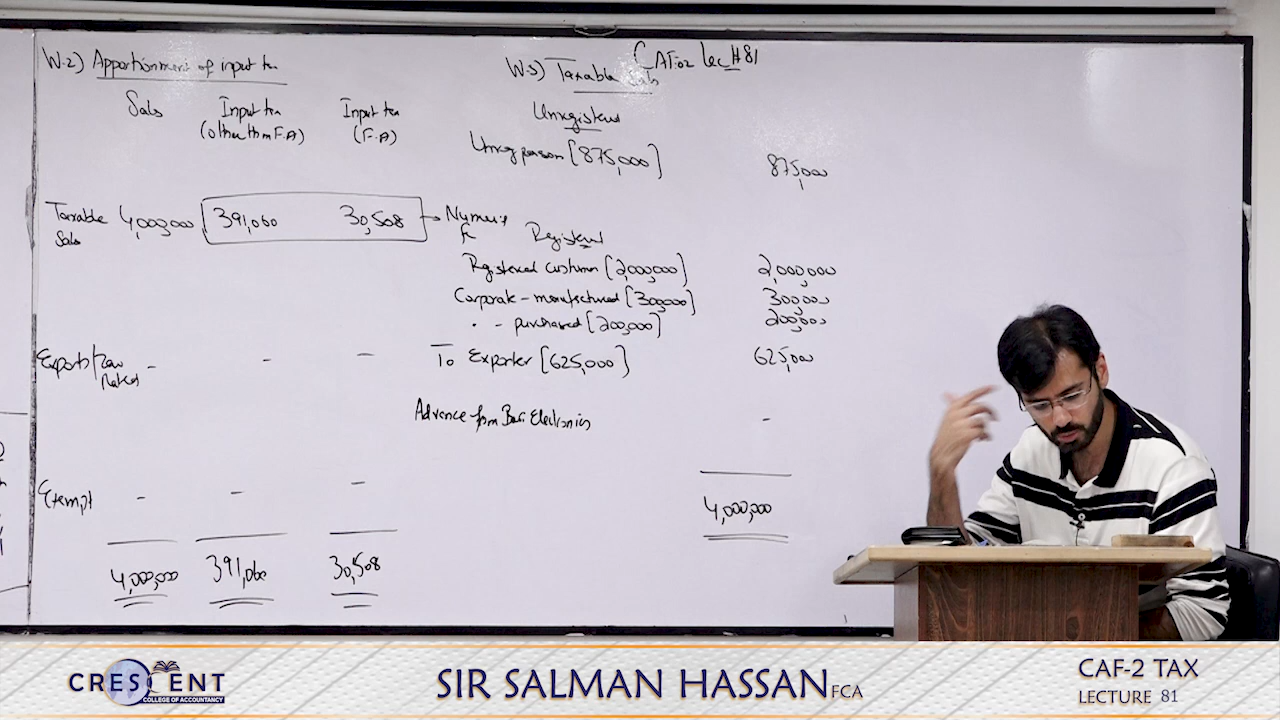 CAF-02 Lec # 81
W-2) Apportionment of input tax
Sales Input tax Input tax
(other than F.A) (F.A)
Taxable 4,000,000 391,060 30,508
Sales
Exports/Zero - - -
Rated
Exempt - - -
4,000,000 391,060 30,508
W-3) Taxable Sales
Unregistered
Unreg person [875,000] 875,000
Registered
Registered customer [2,000,000] 2,000,000
Corporate - manufactured [300,000] 300,000
" - purchased [200,000] 200,000
To Exporter [625,000] 625,000
Advance from Electronics -
4,000,000
CRESCENT
COLLEGE OF ACCOUNTANCY
SIR SALMAN HASSAN FCA
CAF-2 TAX
LECTURE 81